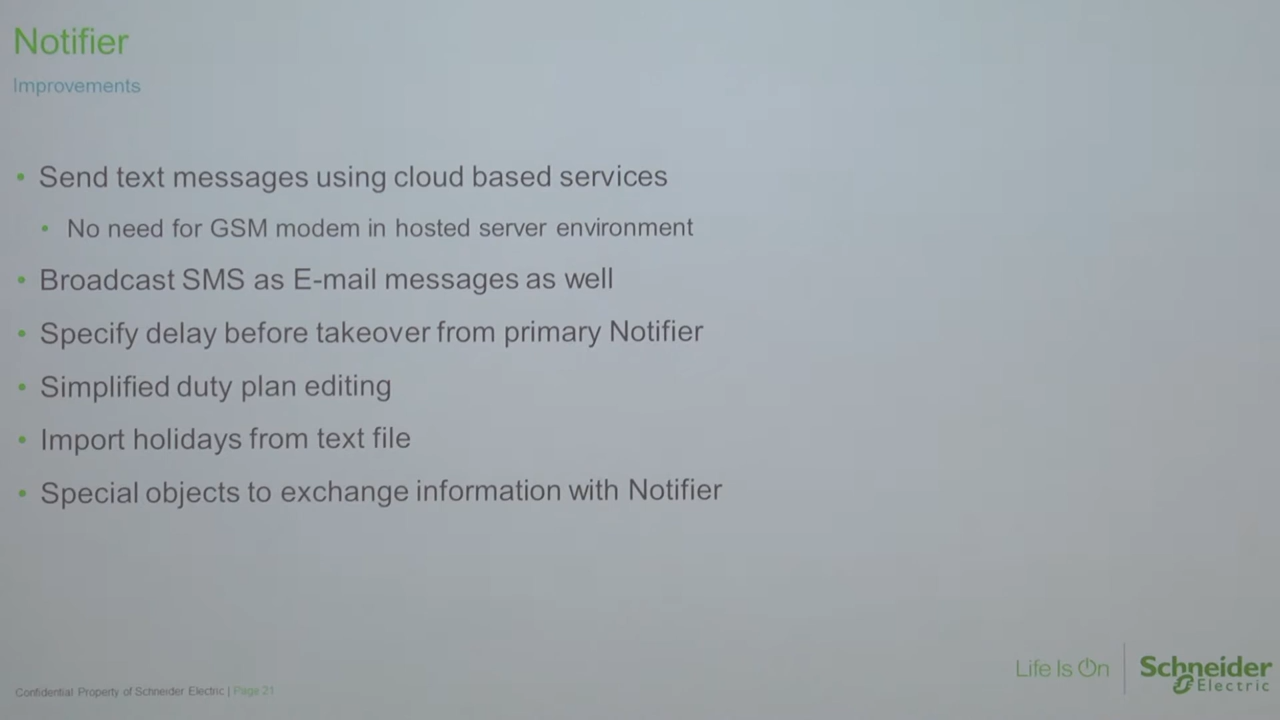 Notifier
Improvements
• Send text messages using cloud based services
• No need for GSM modem in hosted server environment
• Broadcast SMS as E-mail messages as well
• Specify delay before takeover from primary Notifier
• Simplified duty plan editing
• Import holidays from text file
• Special objects to exchange information with Notifier
Confidential Property of Schneider Electric | Page 21
Life Is On
Schneider
Electric